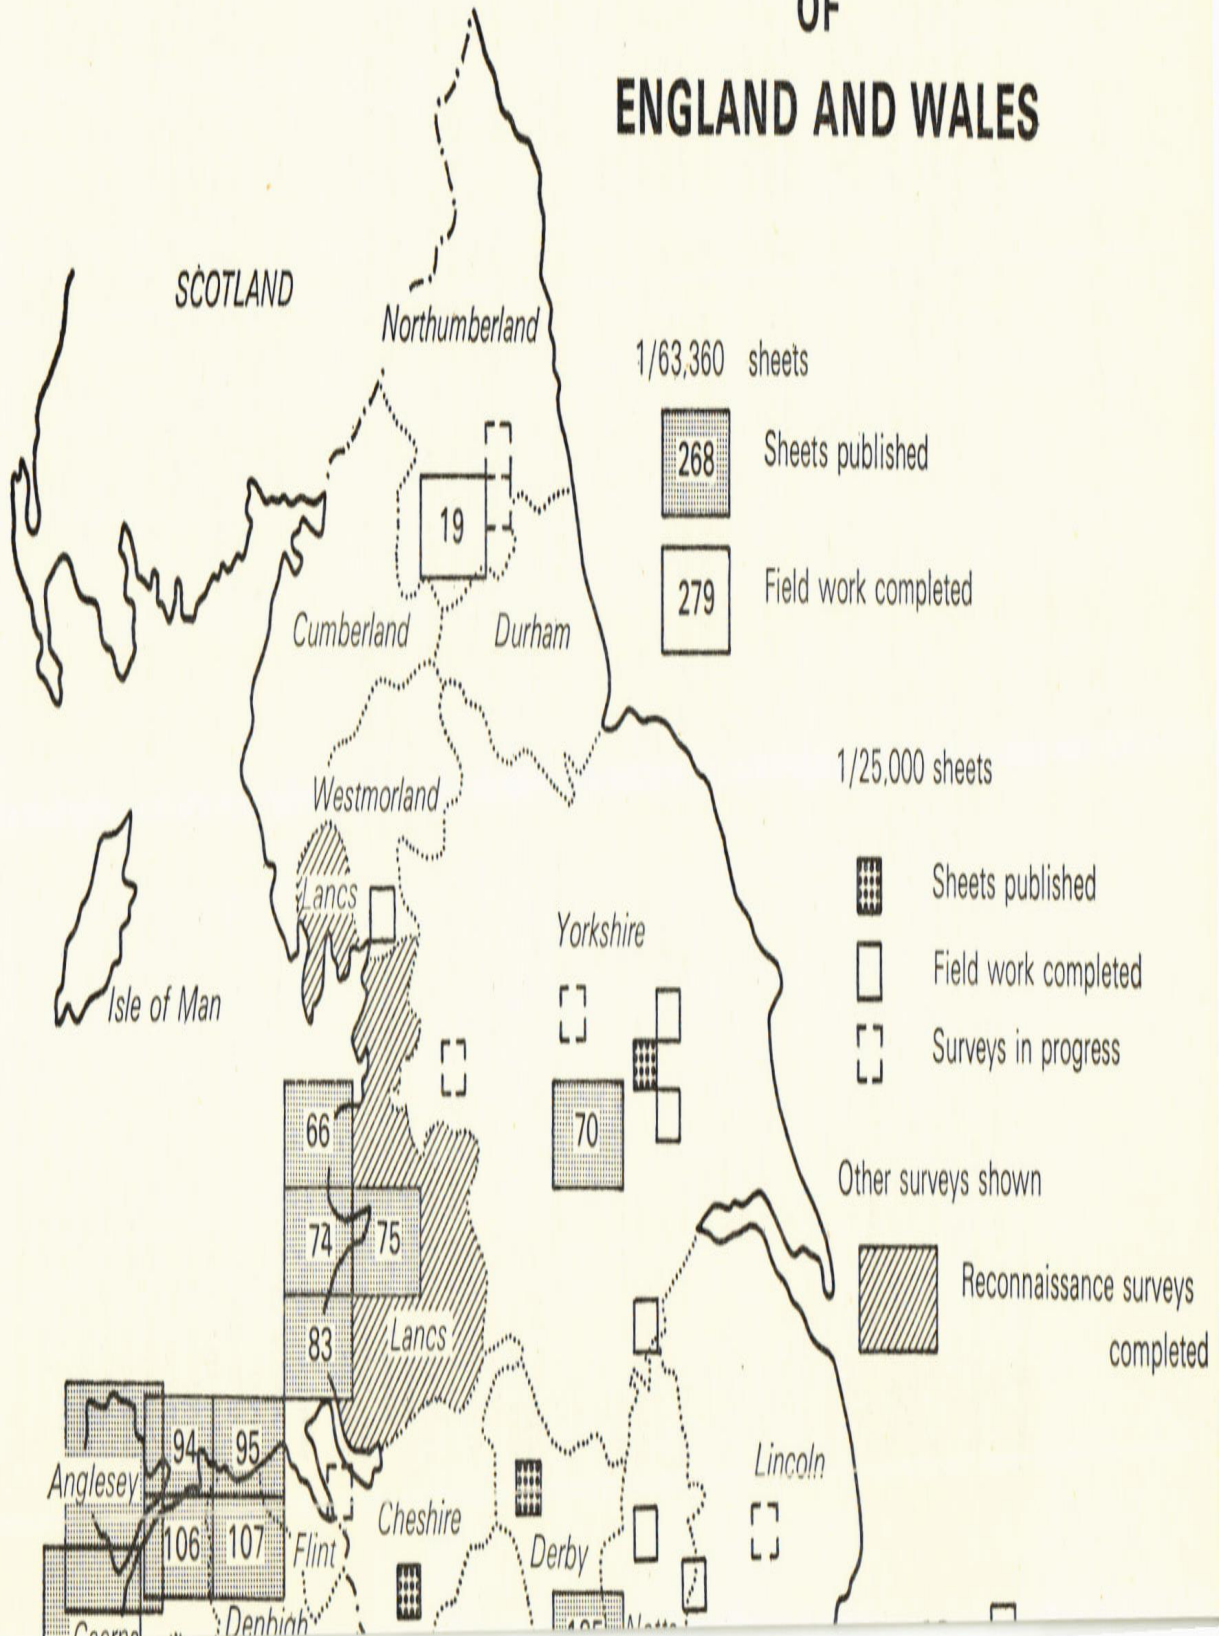 OF
ENGLAND AND WALES
SCOTLAND
Northumberland
1/63,360 sheets
268 Sheets published
19
279 Field work completed
Cumberland
Durham
1/25,000 sheets
Westmorland
Sheets published
Lancs
Yorkshire
Field work completed
Isle of Man
Surveys in progress
66
70
Other surveys shown
74
75
Reconnaissance surveys
completed
83
Lancs
94
95
Lincoln
Anglesey
Cheshire
106
107
Flint
Derby
Denbigh